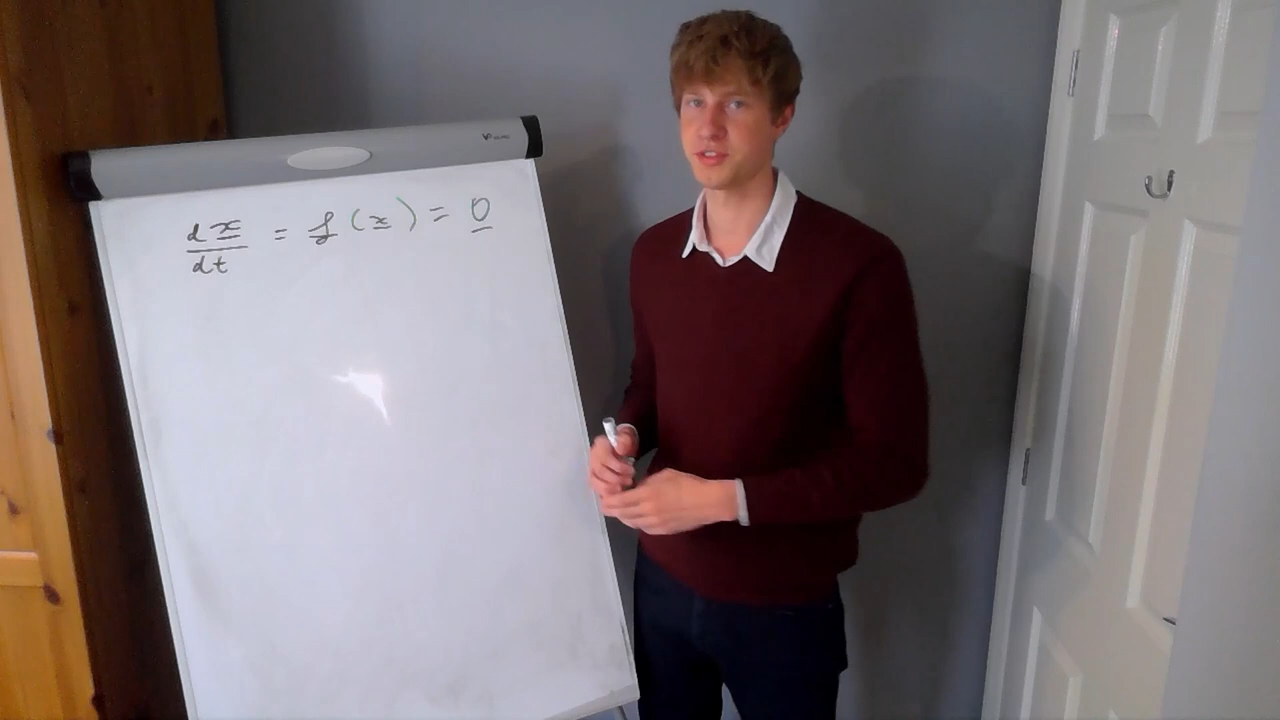 dx/dt = f(x) = 0